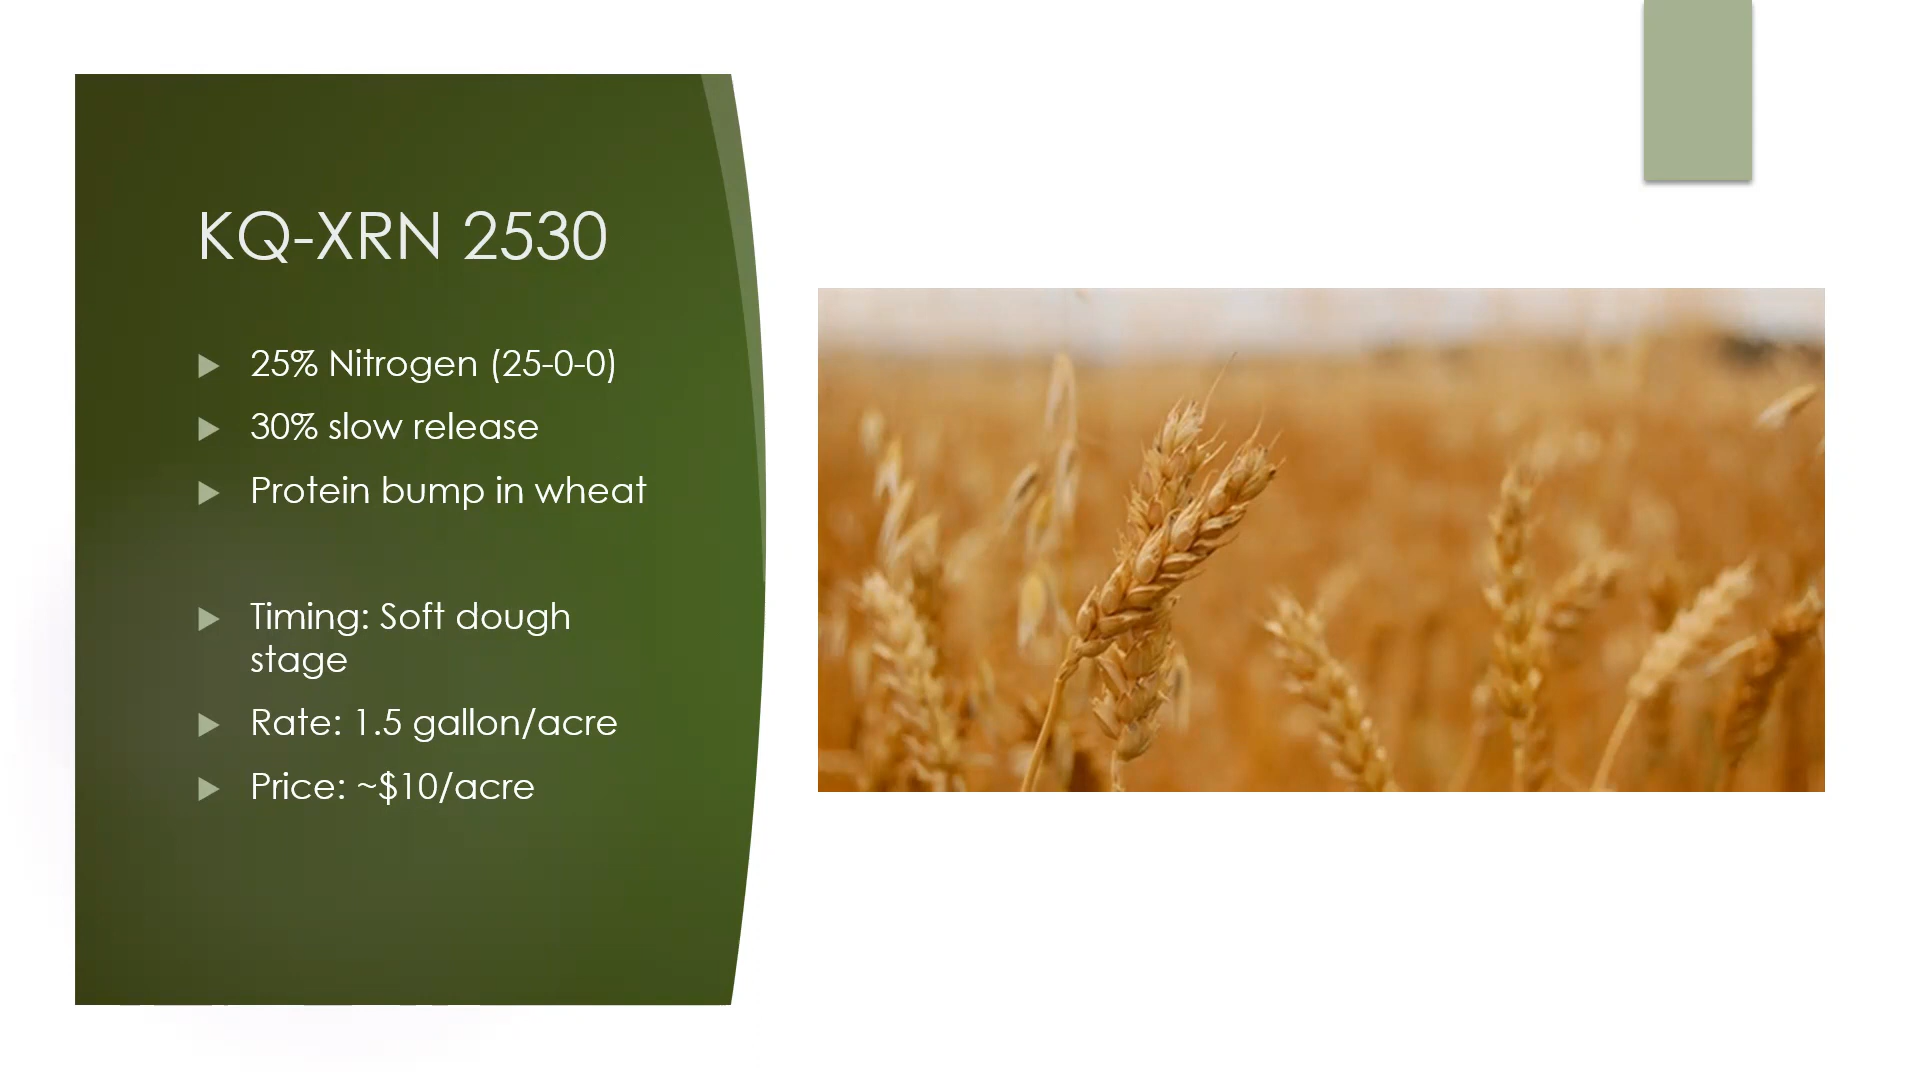 KQ-XRN 2530
25% Nitrogen (25-0-0)
30% slow release
Protein bump in wheat
Timing: Soft dough
stage
Rate: 1.5 gallon/acre
Price: ~$10/acre